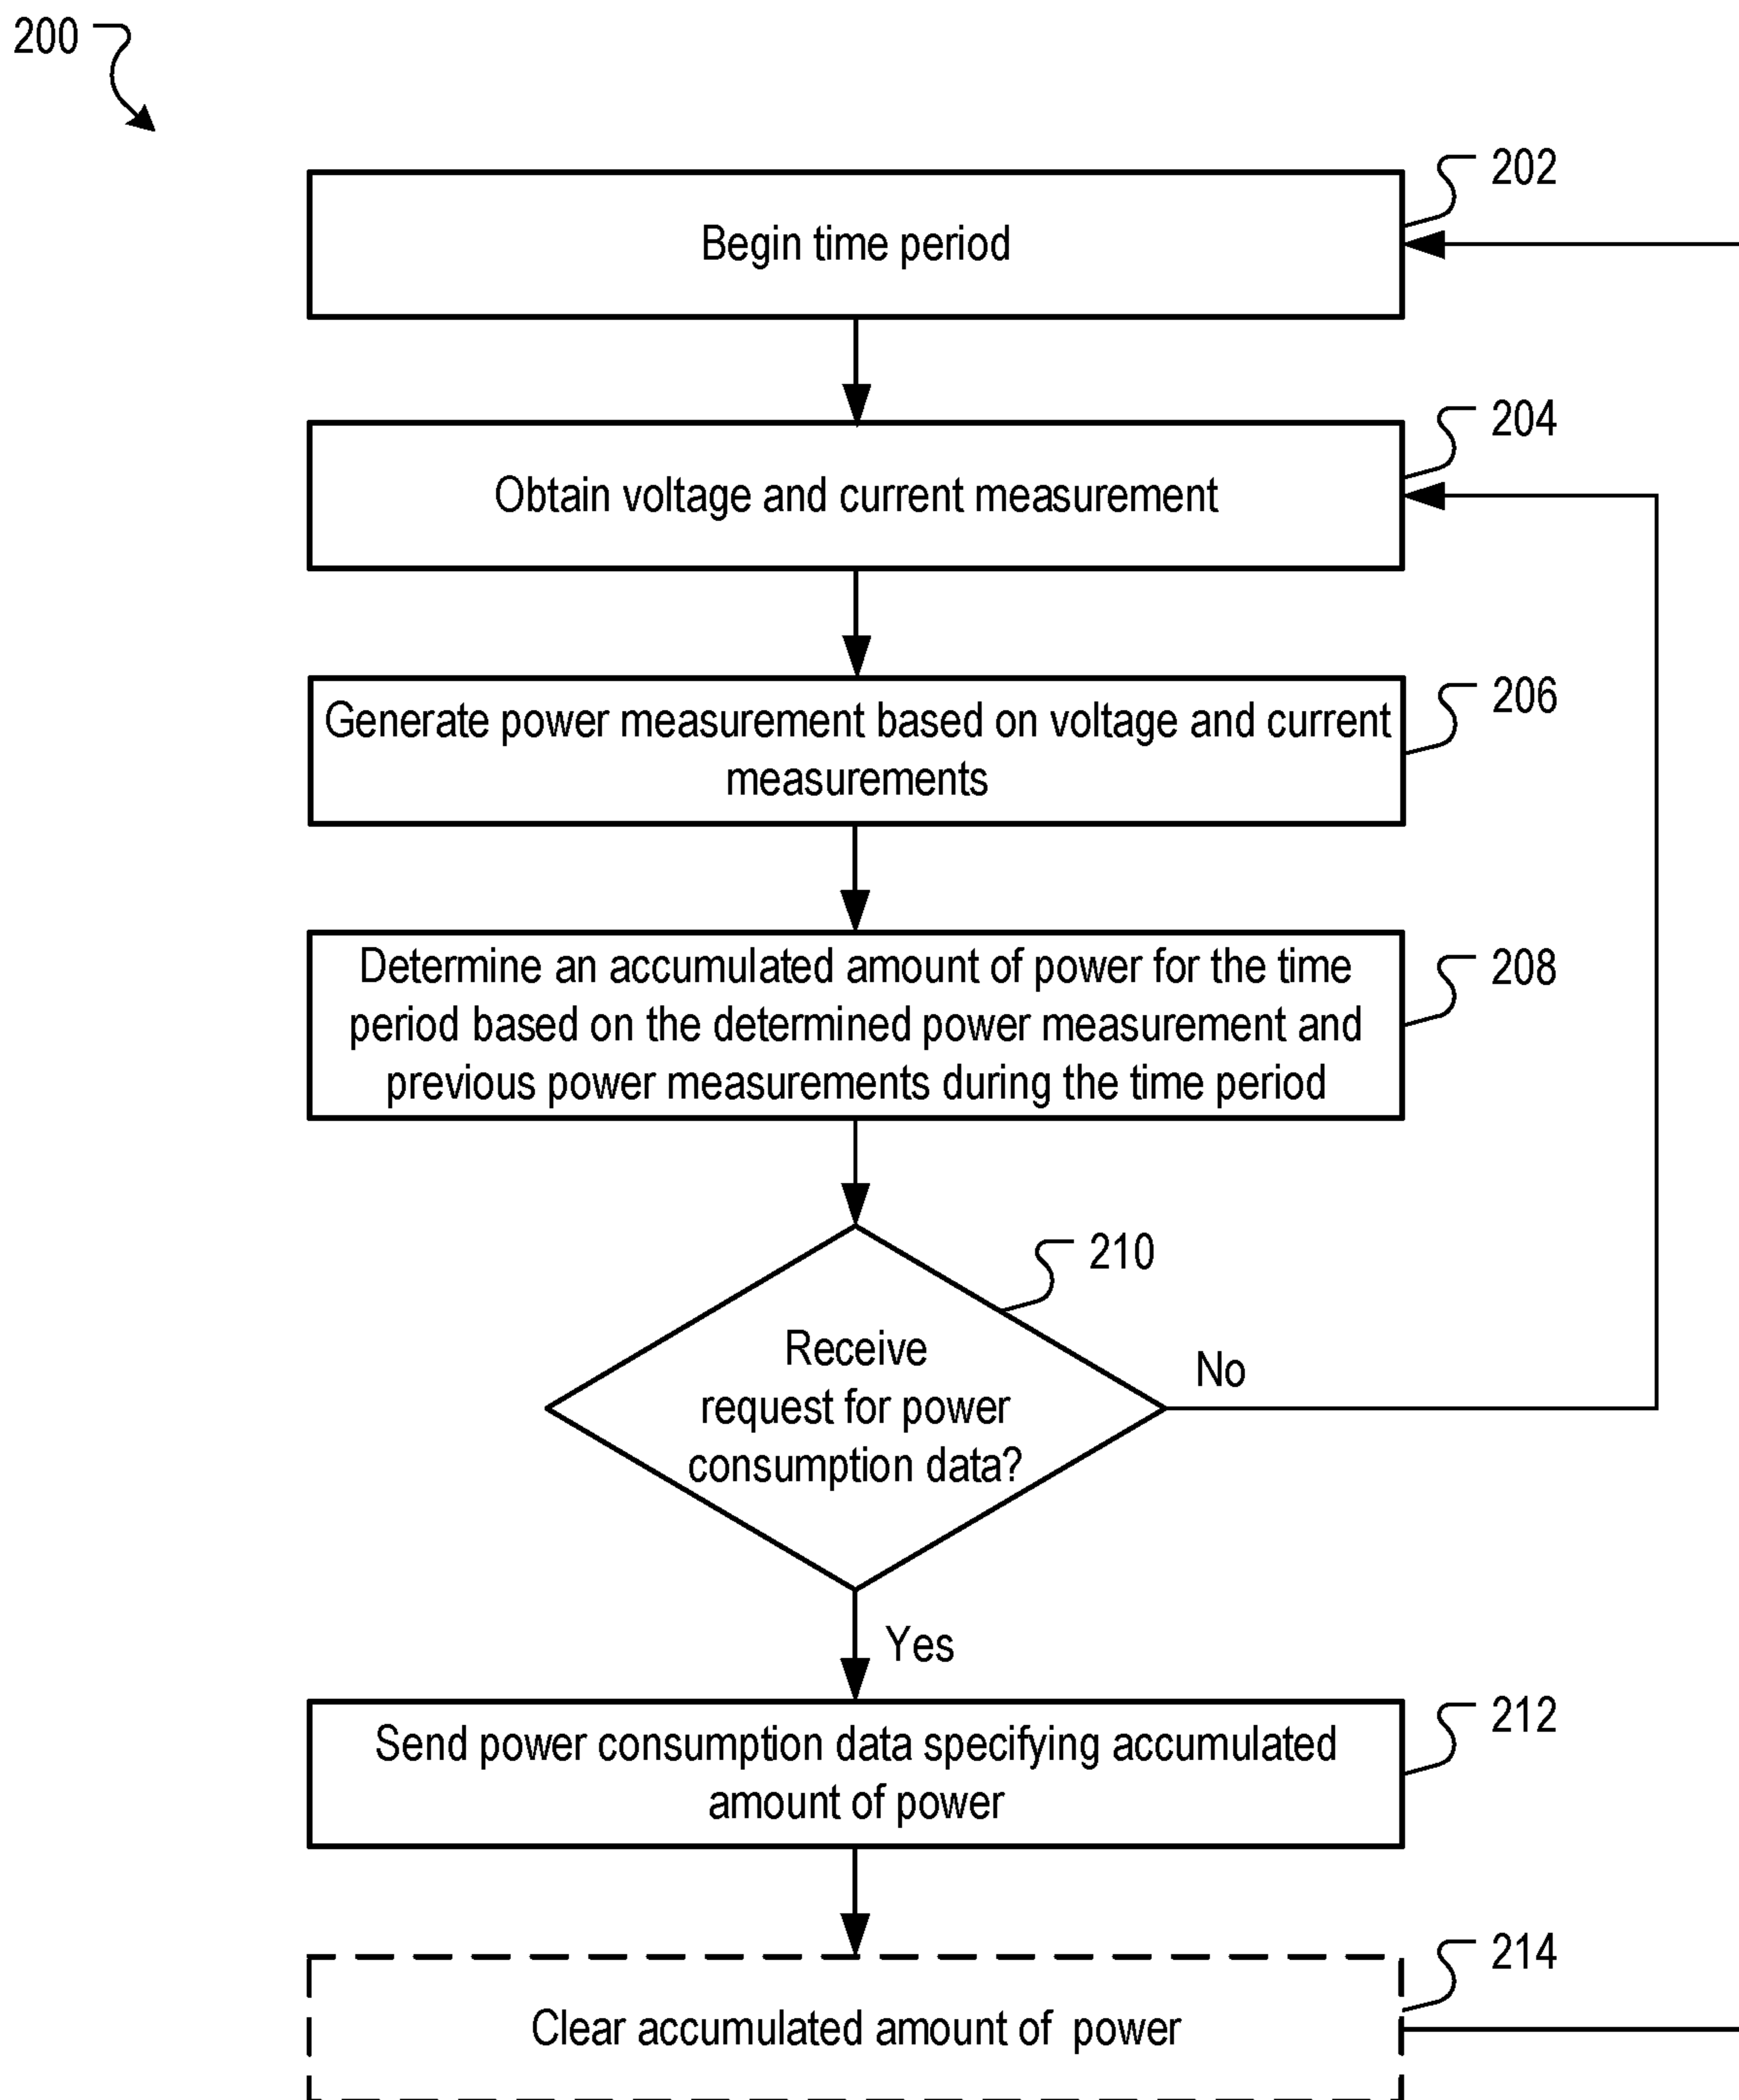 200
202
Begin time period
204
Obtain voltage and current measurement
206
Generate power measurement based on voltage and current
measurements
208
Determine an accumulated amount of power for the time
period based on the determined power measurement and
previous power measurements during the time period
210
Receive
request for power
consumption data?
No
Yes
212
Send power consumption data specifying accumulated
amount of power
214
Clear accumulated amount of power